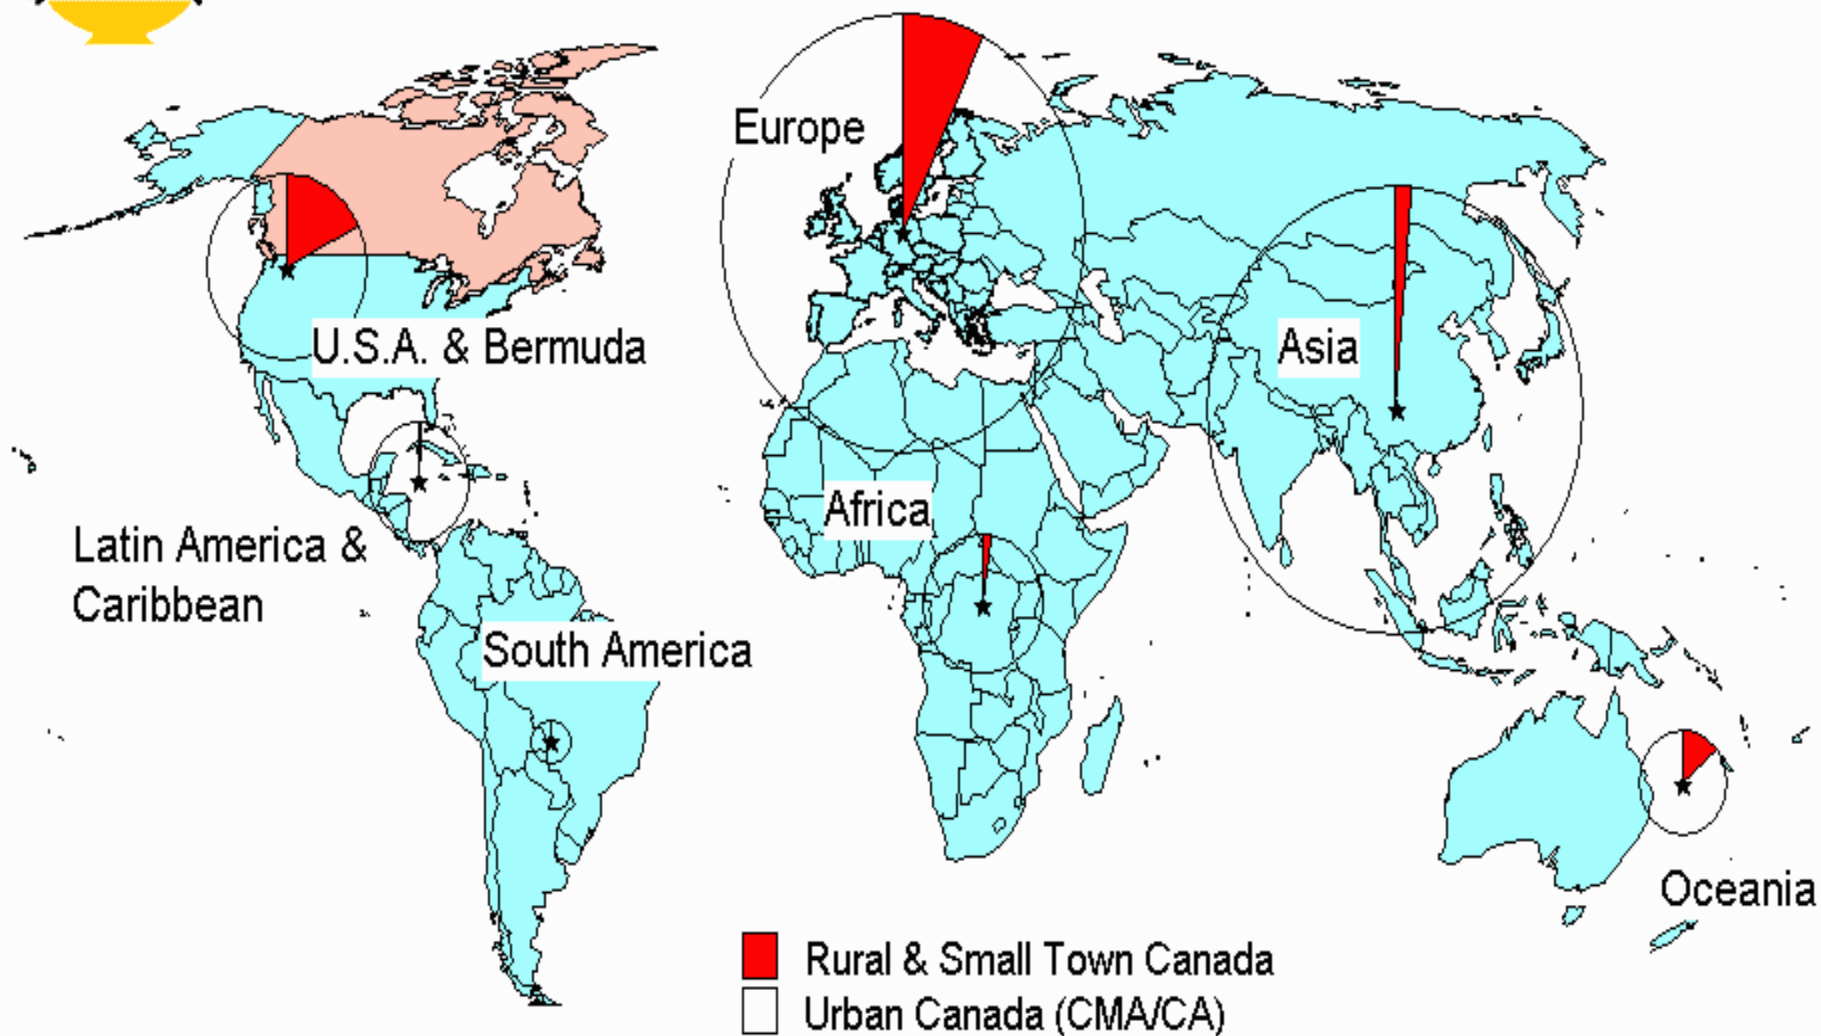 Europe
Asia
U.S.A. & Bermuda
Africa
Latin America &
Caribbean
South America
Oceania
Rural & Small Town Canada
Urban Canada (CMA/CA)